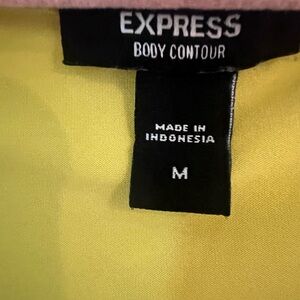 EXPRESS
BODY CONTOUR
MADE IN
INDONESIA
M